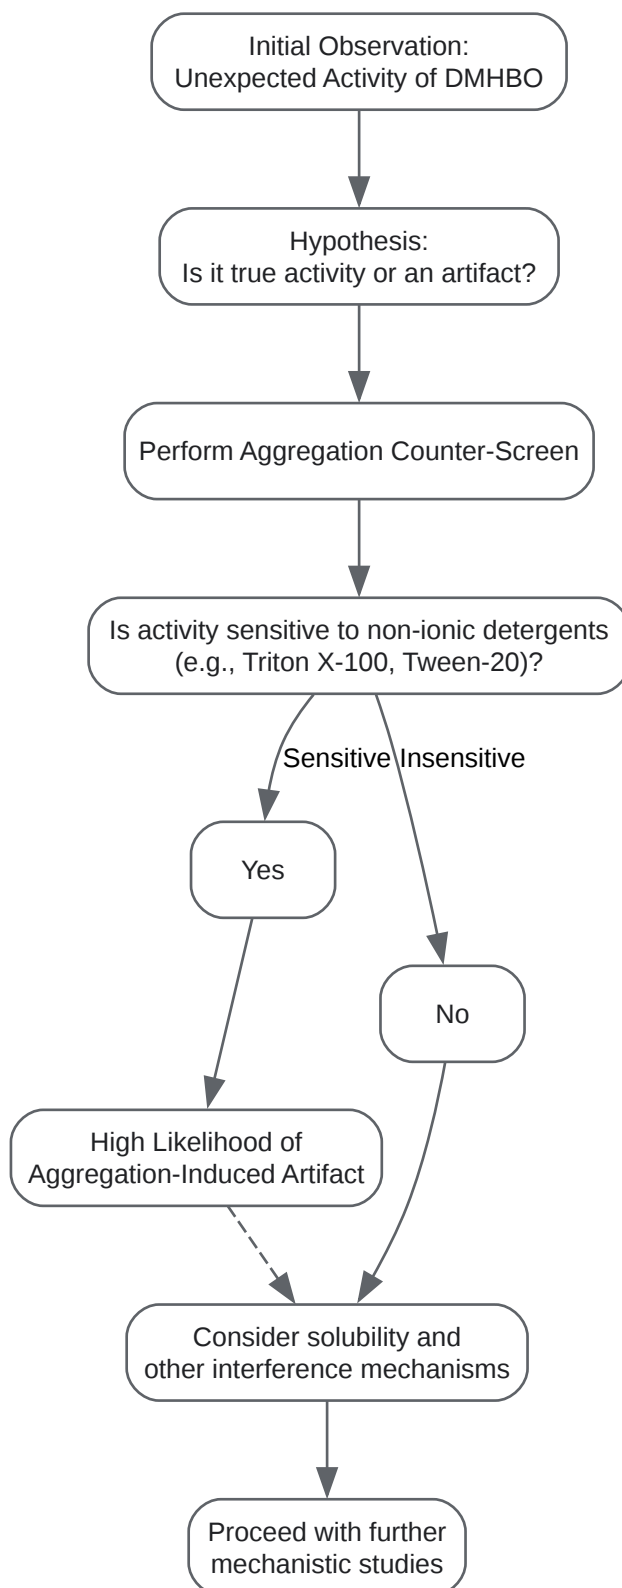 Initial Observation:
Unexpected Activity of DMHBO
Hypothesis:
Is it true activity or an artifact?
Perform Aggregation Counter-Screen
Is activity sensitive to non-ionic detergents
(e.g., Triton X-100, Tween-20)?
Sensitive
Insensitive
Yes
No
High Likelihood of
Aggregation-Induced Artifact
Consider solubility and
other interference mechanisms
Proceed with further
mechanistic studies